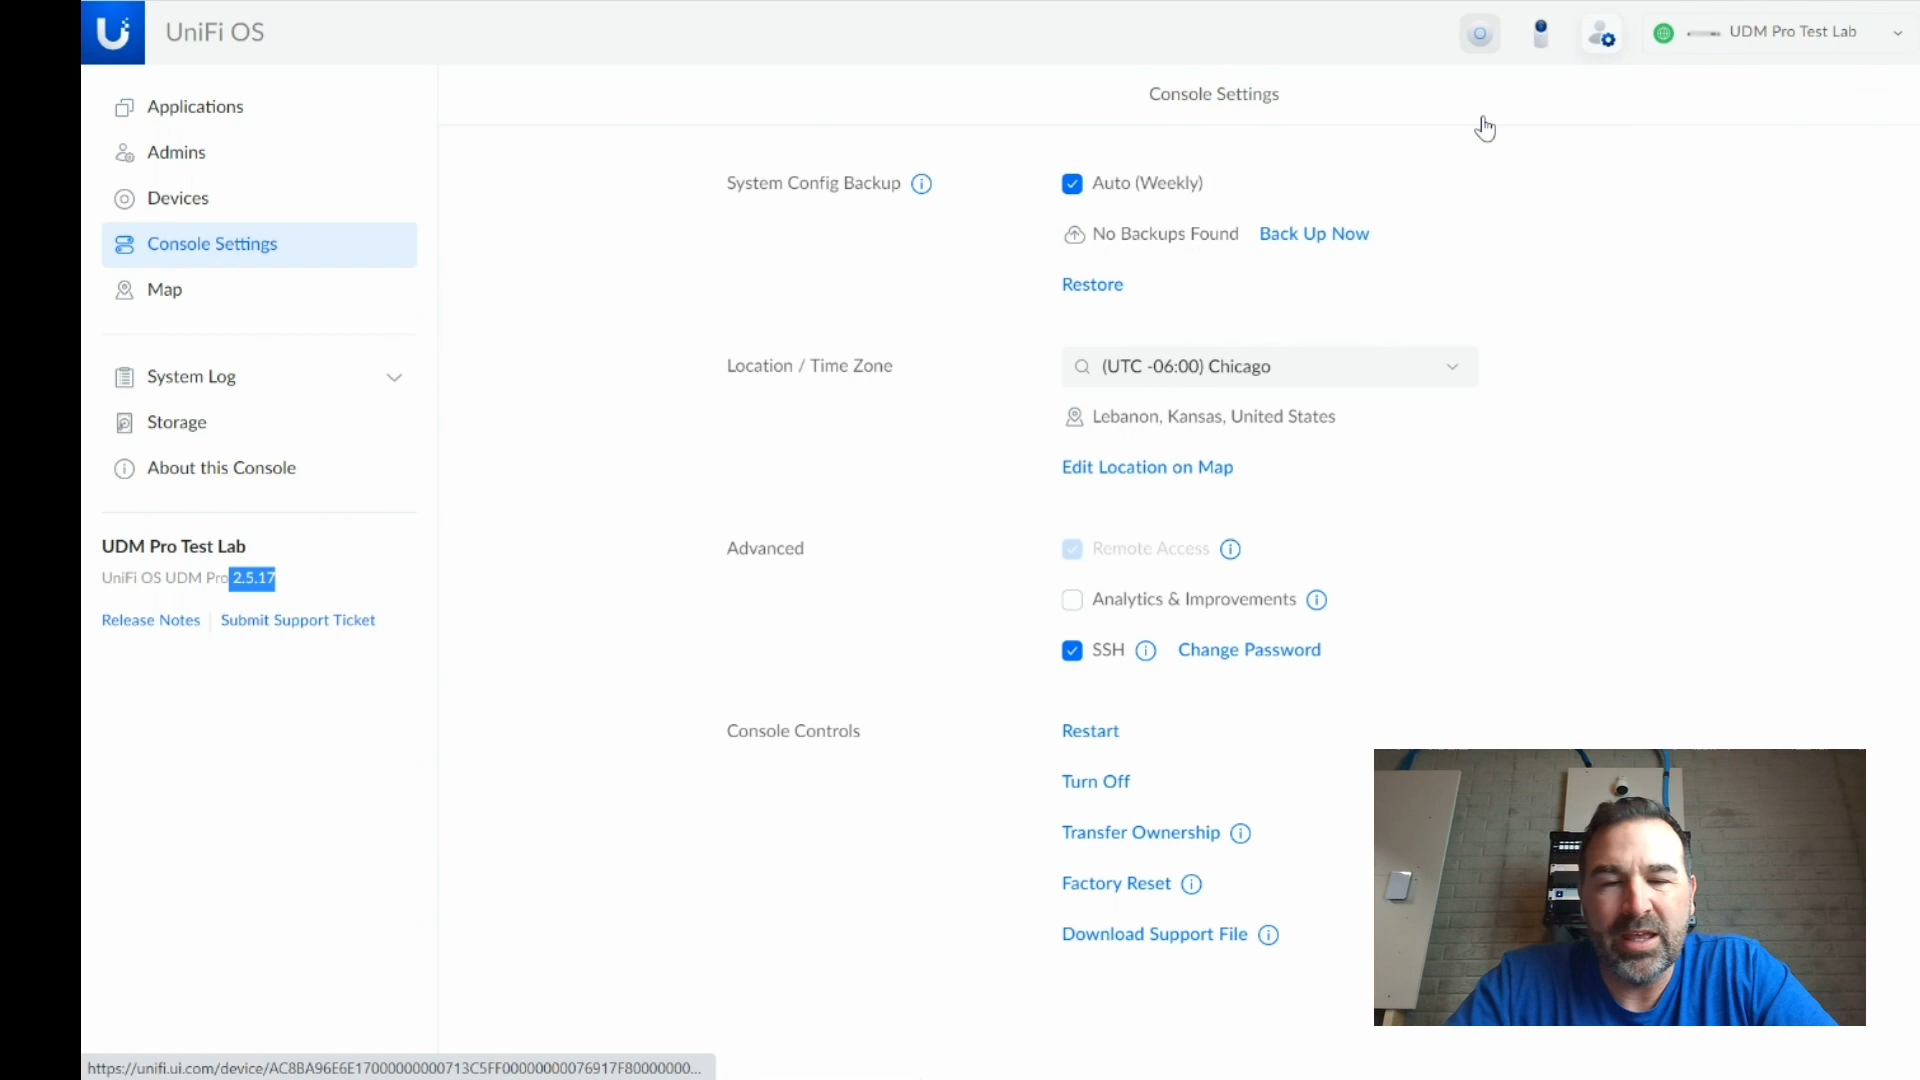 UniFi OS
UDM Pro Test Lab
Applications
Admins
Devices
Console Settings
Map
System Log
Storage
About this Console
UDM Pro Test Lab
UniFi OS UDM Pro 2.5.17
Release Notes
Submit Support Ticket
Console Settings
System Config Backup
Auto (Weekly)
No Backups Found Back Up Now
Restore
Location / Time Zone
(UTC -06:00) Chicago
Lebanon, Kansas, United States
Edit Location on Map
Advanced
Remote Access
Analytics & Improvements
SSH Change Password
Console Controls
Restart
Turn Off
Transfer Ownership
Factory Reset
Download Support File
https://unifi.ui.com/device/AC8BA96E6E17000000000713C5FF00000000076917F80000000...